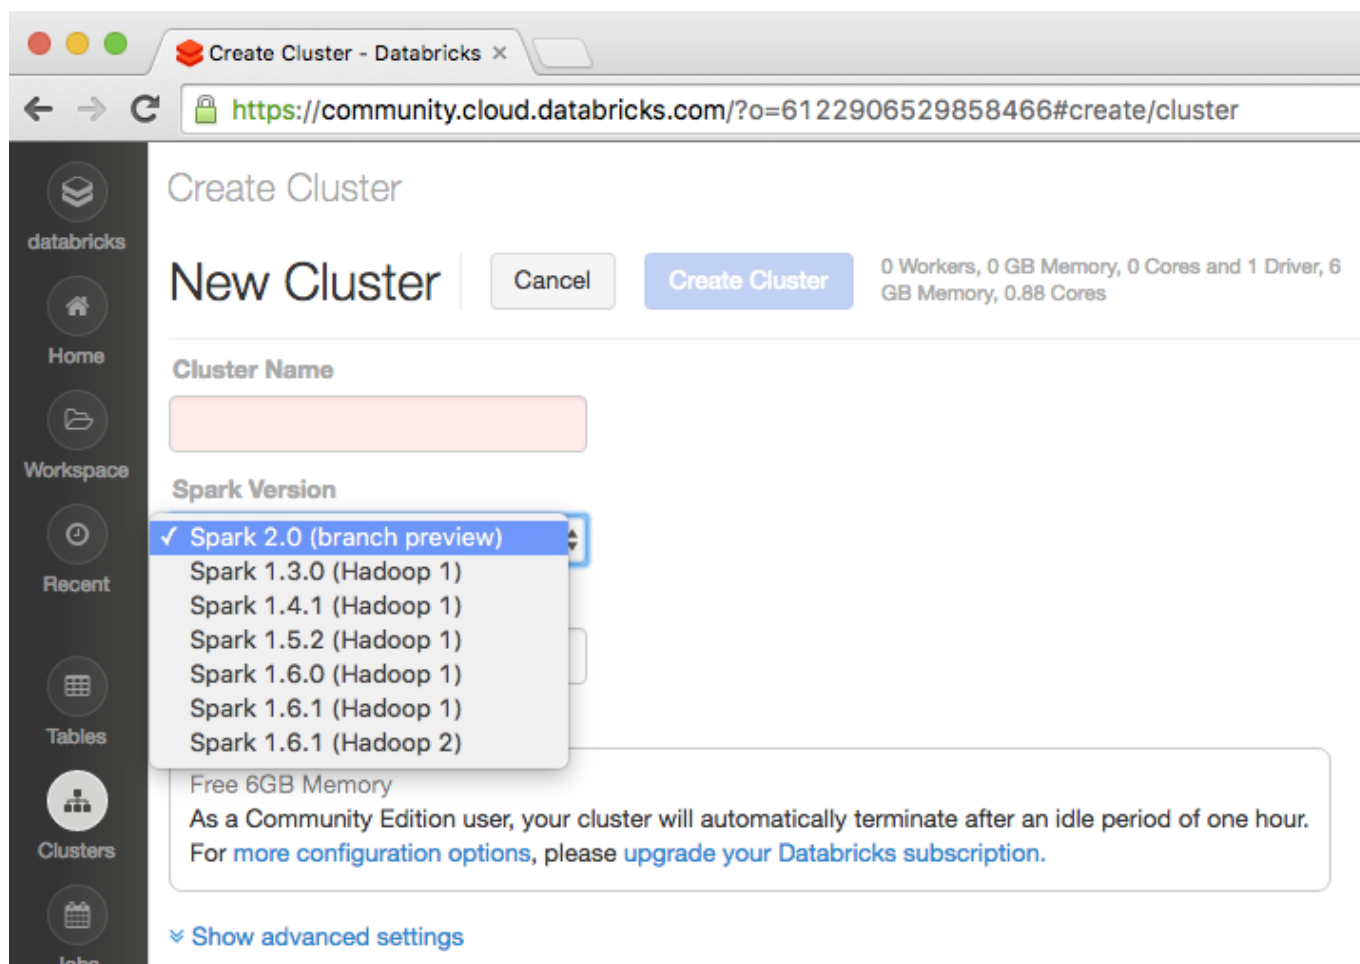 Create Cluster - Databricks ×
https://community.cloud.databricks.com/?o=6122906529858466#create/cluster
databricks
Home
Workspace
Recent
Tables
Clusters
Jobs
Create Cluster
New Cluster
Cancel
Create Cluster
0 Workers, 0 GB Memory, 0 Cores and 1 Driver, 6
GB Memory, 0.88 Cores
Cluster Name
Spark Version
✓ Spark 2.0 (branch preview)
Spark 1.3.0 (Hadoop 1)
Spark 1.4.1 (Hadoop 1)
Spark 1.5.2 (Hadoop 1)
Spark 1.6.0 (Hadoop 1)
Spark 1.6.1 (Hadoop 1)
Spark 1.6.1 (Hadoop 2)
Free 6GB Memory
As a Community Edition user, your cluster will automatically terminate after an idle period of one hour.
For more configuration options, please upgrade your Databricks subscription.
Show advanced settings